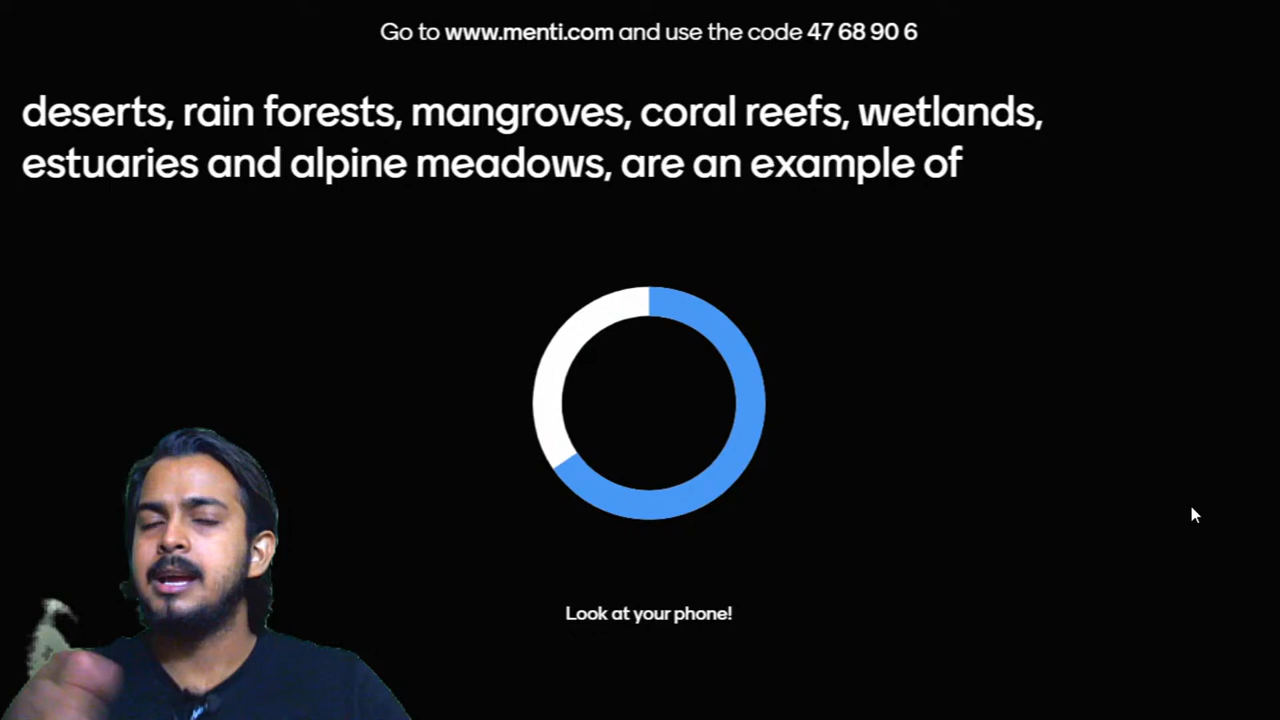 Go to www.menti.com and use the code 47 68 90 6
deserts, rain forests, mangroves, coral reefs, wetlands,
estuaries and alpine meadows, are an example of
Look at your phone!